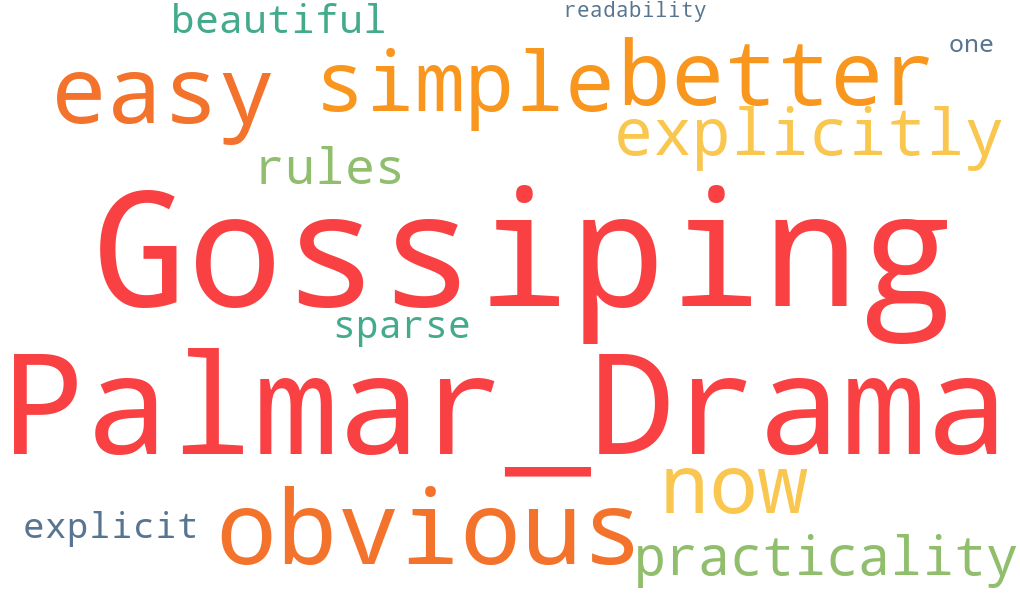 beautiful
readability
one
easy
simple
better
explicitly
rules
Gossiping
sparse
Palmar_Drama
now
explicit
obvious
practicality